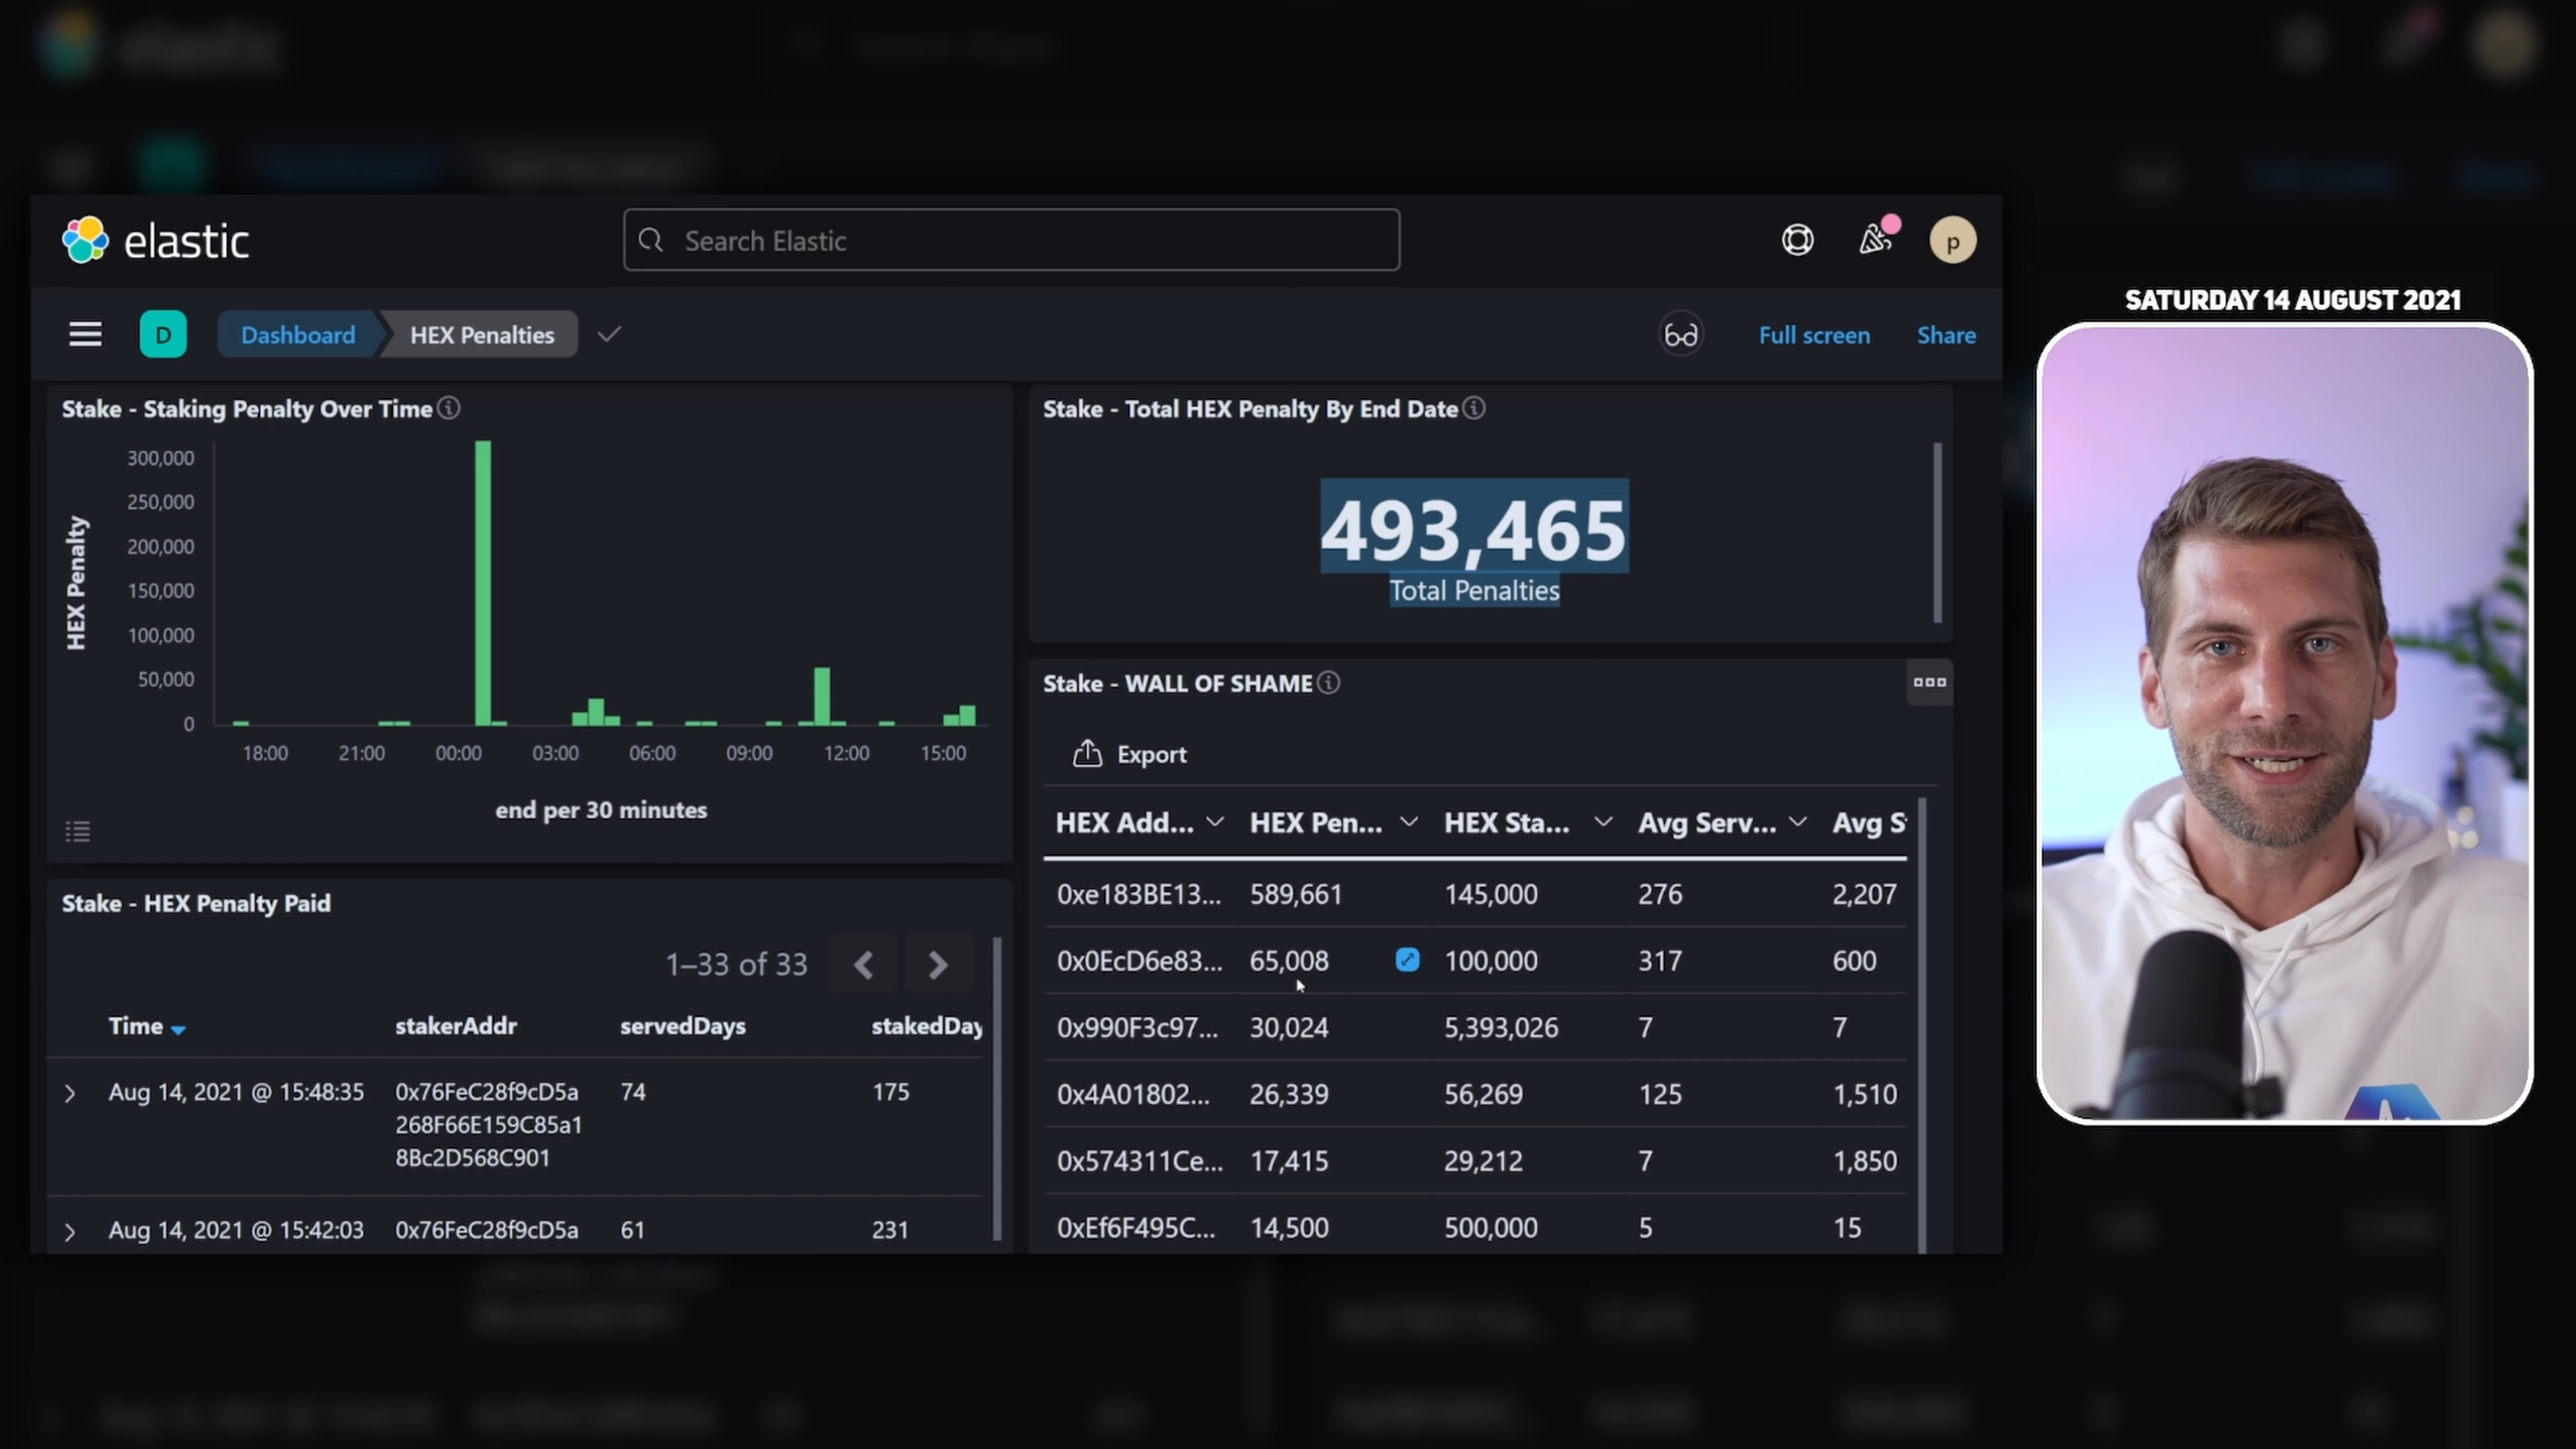 elastic
Search Elastic
p
D
Dashboard
HEX Penalties
Full screen
Share
SATURDAY 14 AUGUST 2021
Stake - Staking Penalty Over Time
HEX Penalty
300,000
250,000
200,000
150,000
100,000
50,000
0
18:00 21:00 00:00 03:00 06:00 09:00 12:00 15:00
end per 30 minutes
Stake - Total HEX Penalty By End Date
493,465
Total Penalties
Stake - HEX Penalty Paid
1–33 of 33
Time stakerAddr servedDays stakedDay
Aug 14, 2021 @ 15:48:35 0x76FeC28f9cD5a 74 175
268F66E159C85a1
8Bc2D568C901
Aug 14, 2021 @ 15:42:03 0x76FeC28f9cD5a 61 231
Stake - WALL OF SHAME
Export
HEX Add... HEX Pen... HEX Sta... Avg Serv... Avg S
0xe183BE13... 589,661 145,000 276 2,207
0x0EcD6e83... 65,008 100,000 317 600
0x990F3c97... 30,024 5,393,026 7 7
0x4A01802... 26,339 56,269 125 1,510
0x574311Ce... 17,415 29,212 7 1,850
0xEf6F495C... 14,500 500,000 5 15